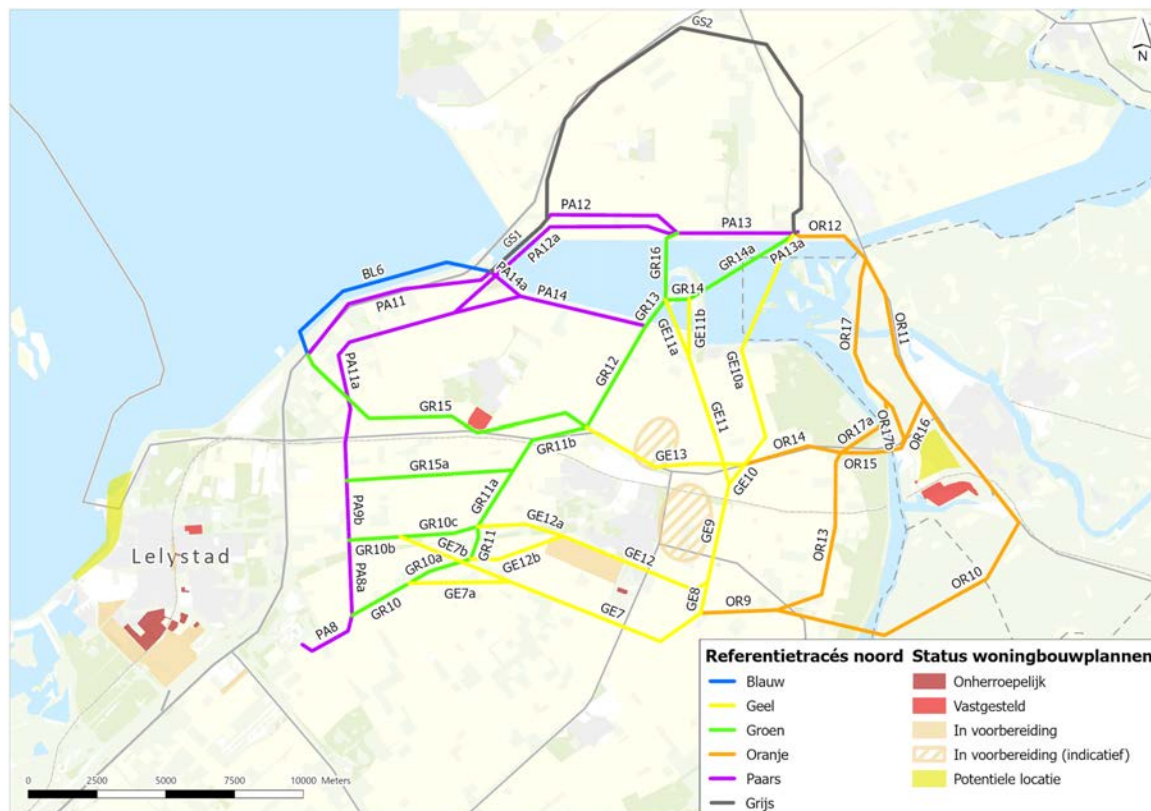 GS2
N
PA12
PA13
OR12
GS1
PA12a
GR14a
PA13a
GR16
BL6
PA14a
PA11
PA14
GR14
GR13
GE11b
GE11a
OR17
OR11
PA11a
GR12
GE10a
GR15
GE11
OR17a
OR17b
OR16
GR11b
OR14
GE13
OR15
GE10
GR15a
GR11a
PA9b
GE9
GR10c
GE12a
GR10b
GE7b
GR11
OR13
Lelystad
GR10a
GE12b
GE12
PA8a
GE7a
OR10
GR10
GE7
GE8
OR9
PA8
Referentietracés noord
Blauw
Geel
Groen
Oranje
Paars
Grijs
Status woningbouwplannen
Onherroepelijk
Vastgesteld
In voorbereiding
In voorbereiding (indicatief)
Potentiele locatie
0 2500 5000 7500 10000 Meters